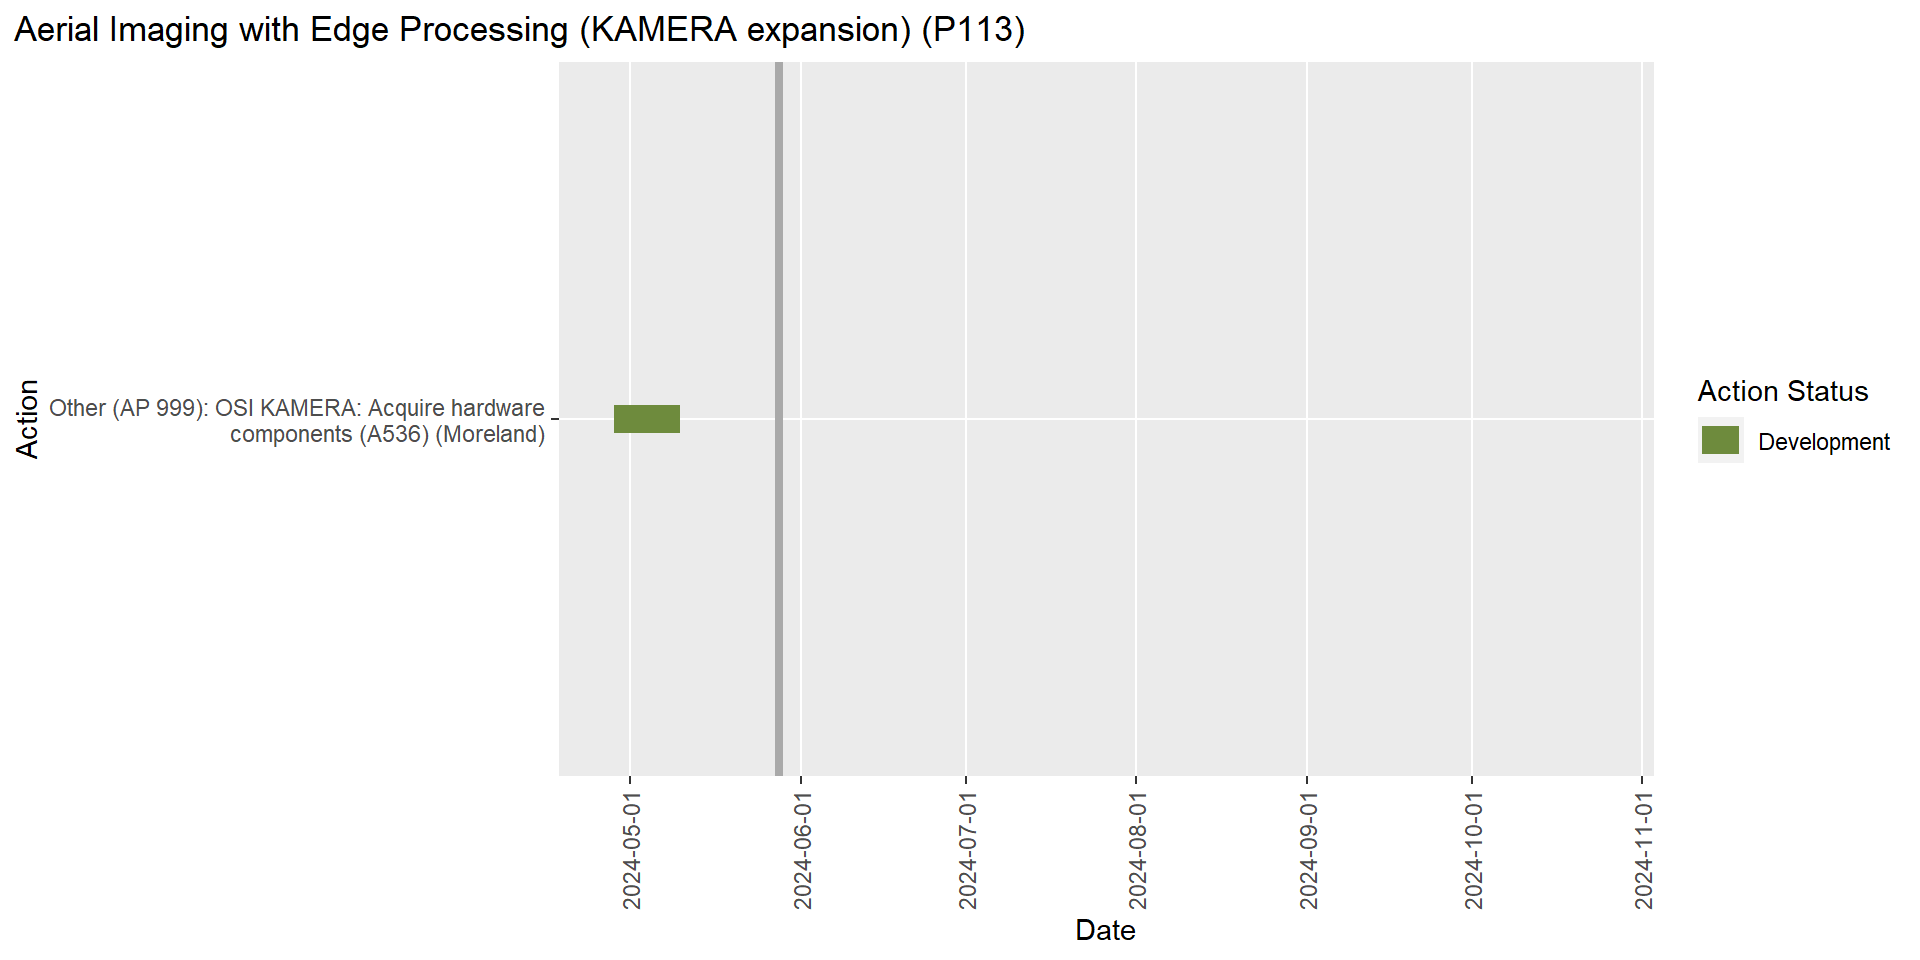 Aerial Imaging with Edge Processing (KAMERA expansion) (P113)
Action
Other (AP 999): OSI KAMERA: Acquire hardware
components (A536) (Moreland)
Action Status
Development
2024-05-01
2024-06-01
2024-07-01
2024-08-01
2024-09-01
2024-10-01
2024-11-01
Date